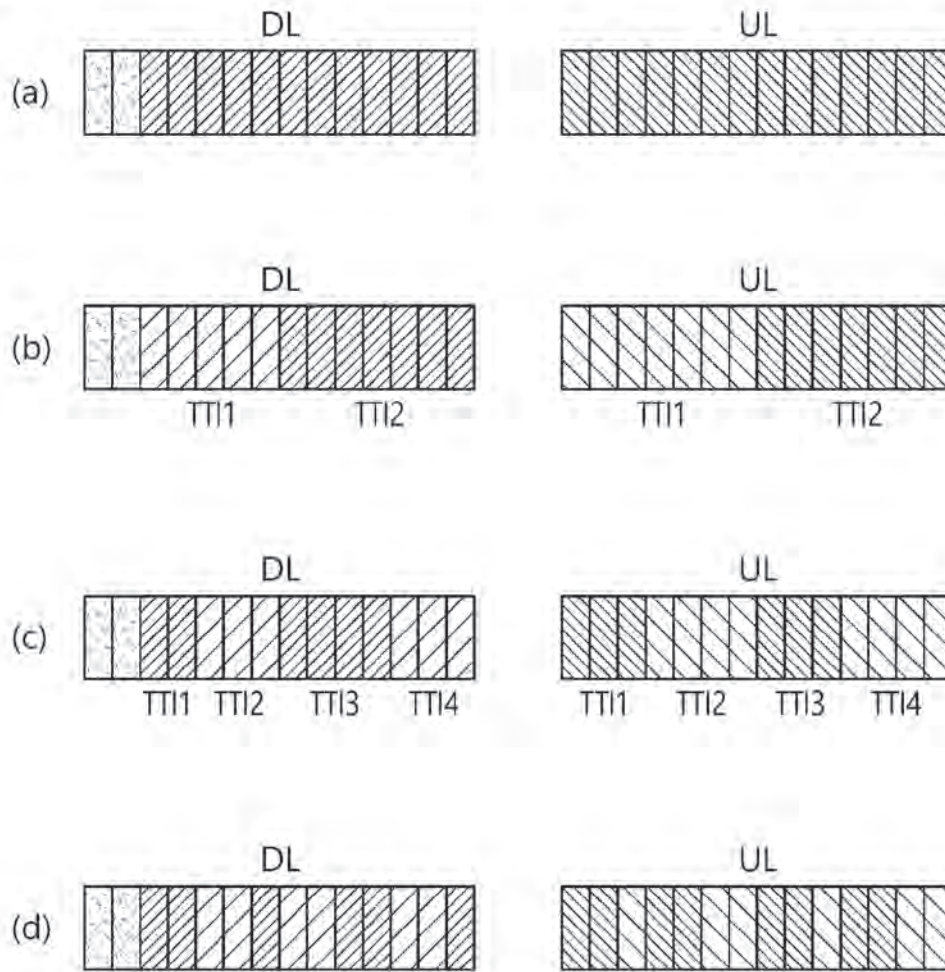 DL UL
(a)
DL UL
(b)
TTI1 TTI2 TTI1 TTI2
DL UL
(c)
TTI1 TTI2 TTI3 TTI4 TTI1 TTI2 TTI3 TTI4
DL UL
(d)